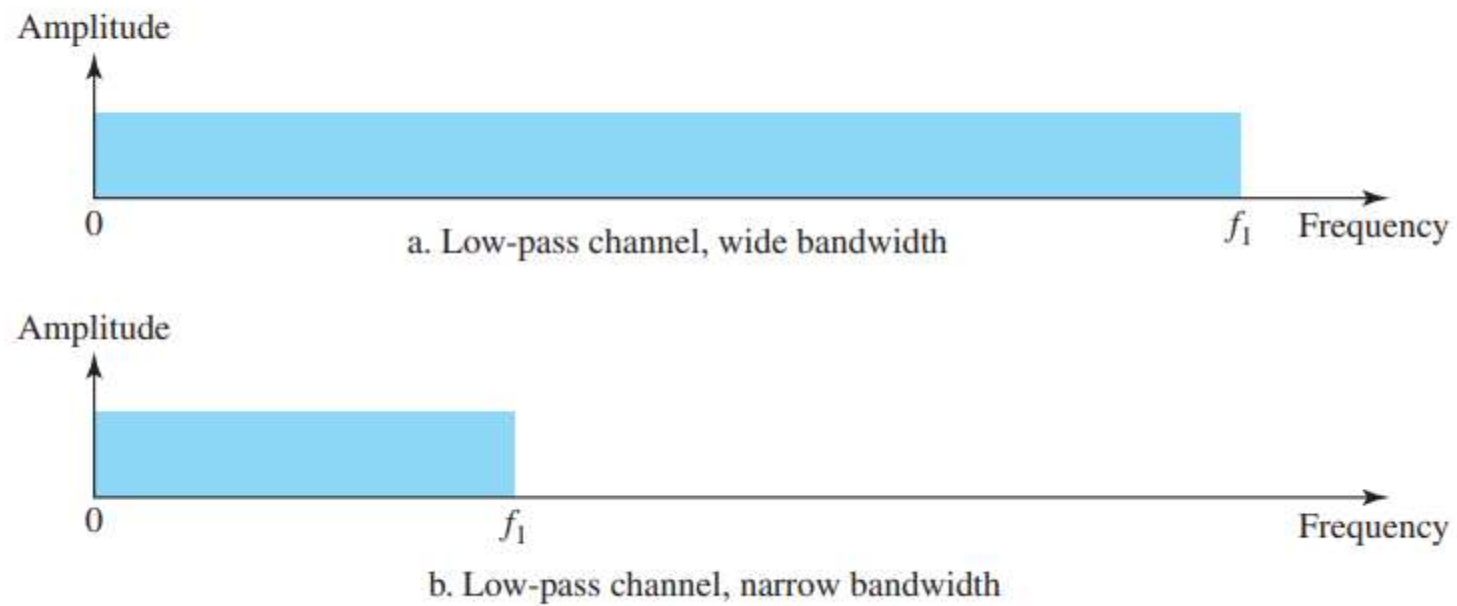 Amplitude
0
f1
Frequency
a. Low-pass channel, wide bandwidth
Amplitude
0
f1
Frequency
b. Low-pass channel, narrow bandwidth